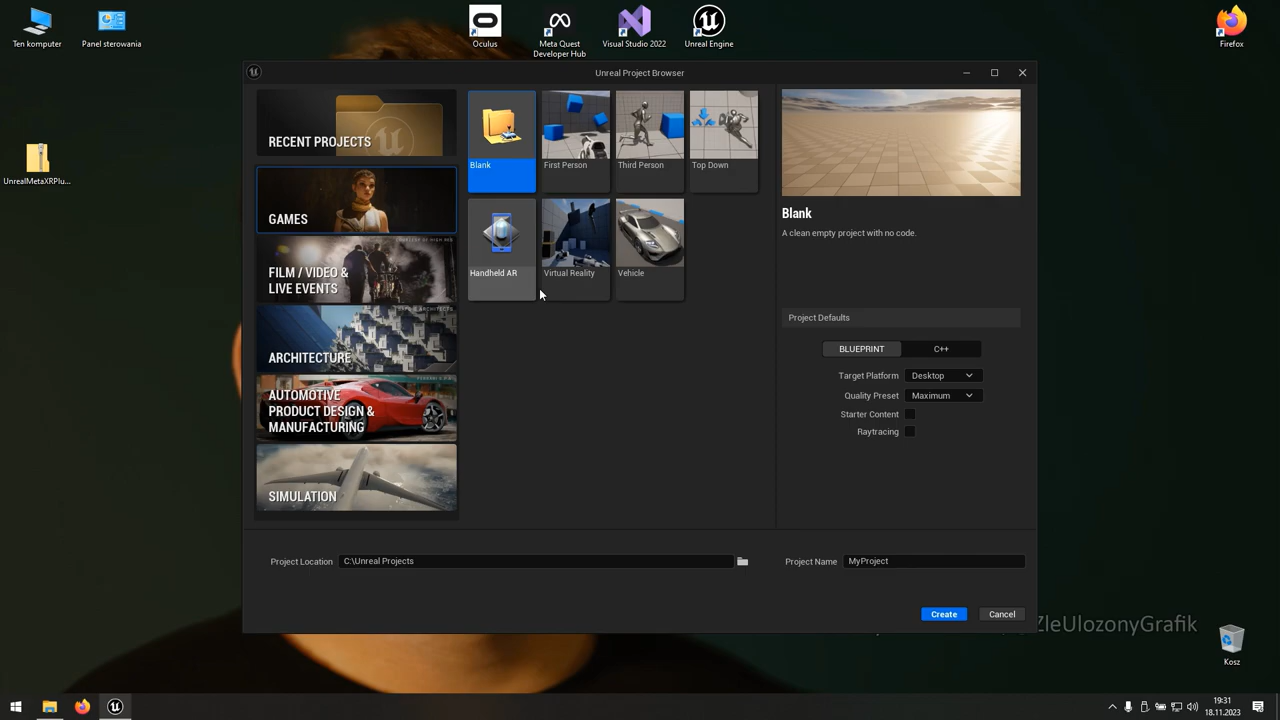 Ten komputer
Panel sterowania
Oculus
Meta Quest
Developer Hub
Visual Studio 2022
Unreal Engine
Firefox
UnrealMetaXRPlu...
Unreal Project Browser
RECENT PROJECTS
GAMES
FILM / VIDEO &
LIVE EVENTS
ARCHITECTURE
AUTOMOTIVE
PRODUCT DESIGN &
MANUFACTURING
SIMULATION
Blank
First Person
Third Person
Top Down
Handheld AR
Virtual Reality
Vehicle
Blank
A clean empty project with no code.
Project Defaults
BLUEPRINT
C++
Target Platform
Desktop
Quality Preset
Maximum
Starter Content
Raytracing
Project Location
C:\Unreal Projects
Project Name
MyProject
Create
Cancel
ZleUlozonyGrafik
Kosz
19:31
18.11.2023